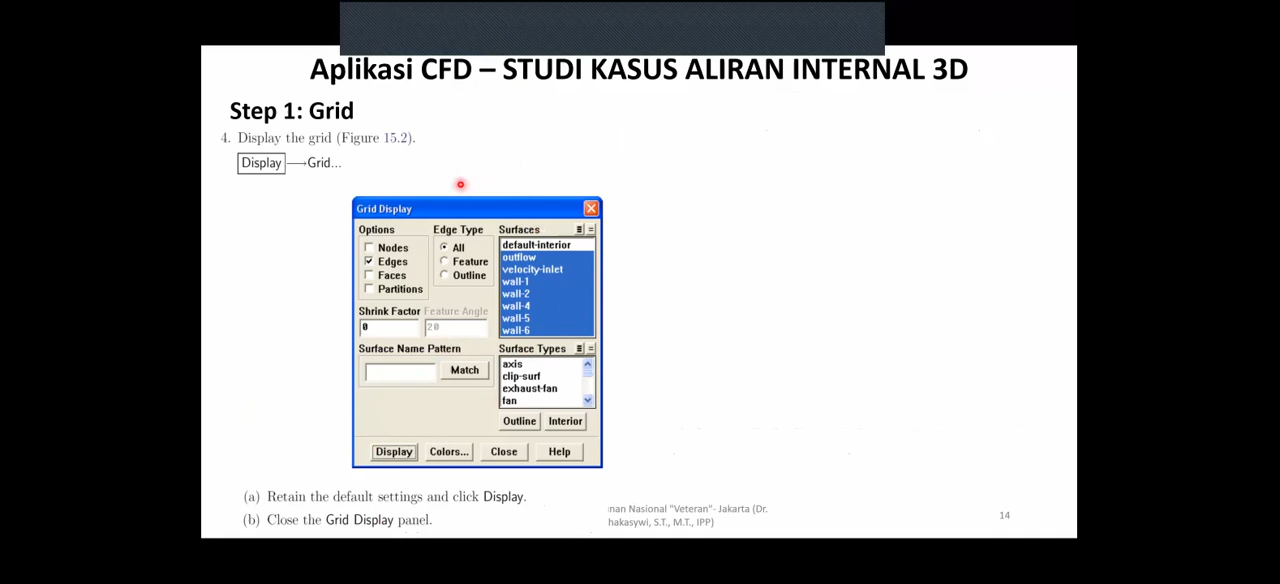 Aplikasi CFD – STUDI KASUS ALIRAN INTERNAL 3D
Step 1: Grid
4. Display the grid (Figure 15.2).
Display → Grid...
Grid Display
Options
Nodes
Edges
Faces
Partitions
Edge Type
All
Feature
Outline
Surfaces
default-interior
outflow
velocity-inlet
wall-1
wall-2
wall-4
wall-5
wall-6
Shrink Factor Feature Angle
0 20
Surface Name Pattern
Match
Surface Types
axis
clip-surf
exhaust-fan
fan
Outline Interior
Display Colors... Close Help
(a) Retain the default settings and click Display.
(b) Close the Grid Display panel.
nan Nasional "Veteran"- Jakarta (Dr.
hakasywi, S.T., M.T., IPP)
14